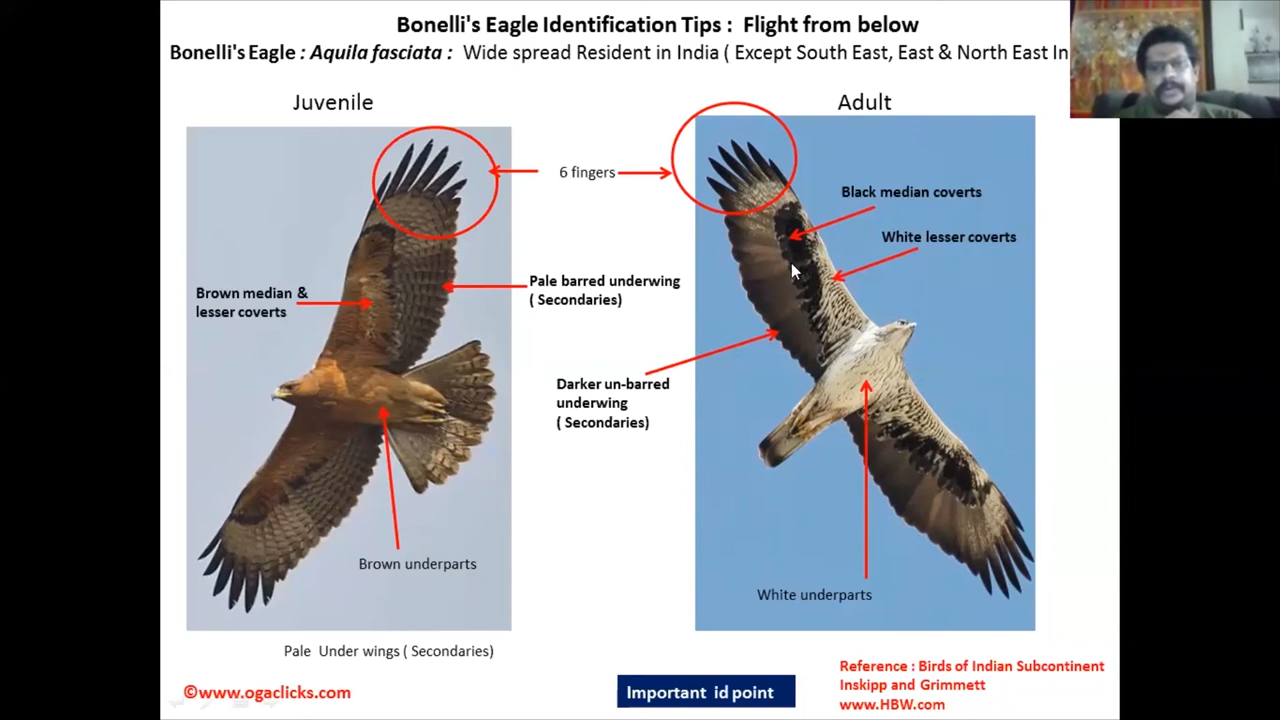 Bonelli's Eagle Identification Tips : Flight from below
Bonelli's Eagle : Aquila fasciata : Wide spread Resident in India ( Except South East, East & North East In
Juvenile
Adult
6 fingers
Black median coverts
White lesser coverts
Brown median &
lesser coverts
Pale barred underwing
( Secondaries)
Darker un-barred
underwing
( Secondaries)
Brown underparts
White underparts
Pale Under wings ( Secondaries)
©www.ogaclicks.com
Important id point
Reference : Birds of Indian Subcontinent
Inskipp and Grimmett
www.HBW.com